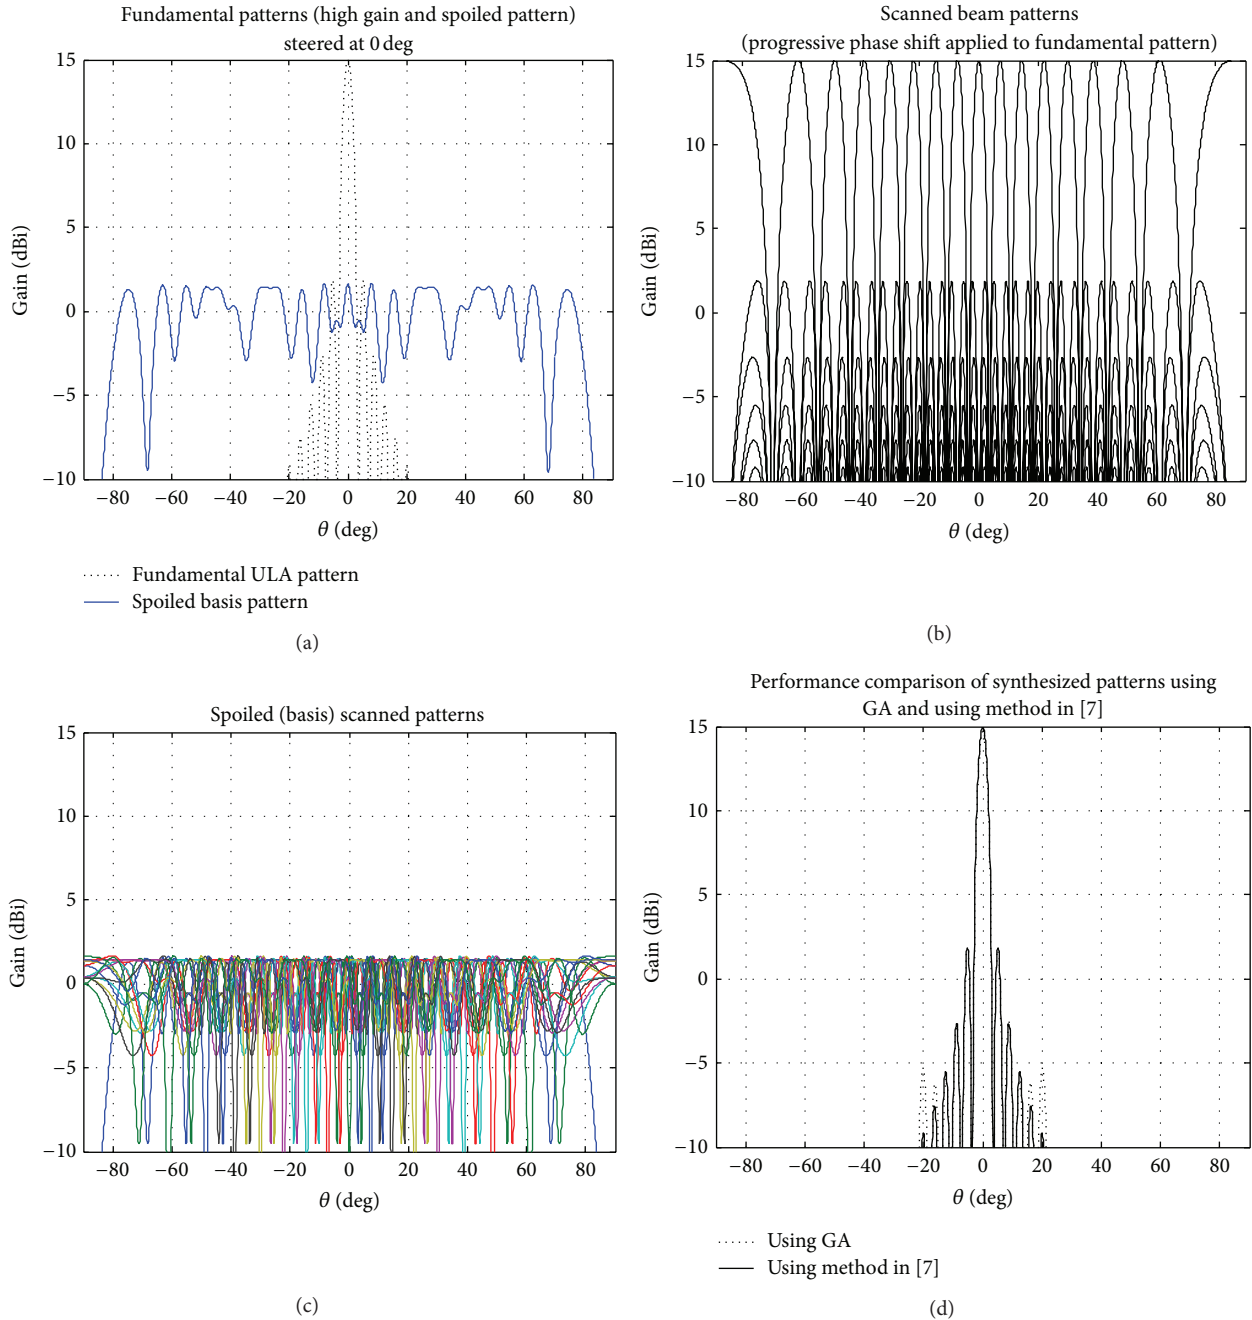 Fundamental patterns (high gain and spoiled pattern)
steered at 0 deg
15
10
5
0
−5
−10
Gain (dBi)
−80 −60 −40 −20 0 20 40 60 80
θ (deg)
Fundamental ULA pattern
Spoiled basis pattern
(a)
Scanned beam patterns
(progressive phase shift applied to fundamental pattern)
15
10
5
0
−5
−10
Gain (dBi)
−80 −60 −40 −20 0 20 40 60 80
θ (deg)
(b)
Spoiled (basis) scanned patterns
15
10
5
0
−5
−10
Gain (dBi)
−80 −60 −40 −20 0 20 40 60 80
θ (deg)
(c)
Performance comparison of synthesized patterns using
GA and using method in [7]
15
10
5
0
−5
−10
Gain (dBi)
−80 −60 −40 −20 0 20 40 60 80
θ (deg)
Using GA
Using method in [7]
(d)